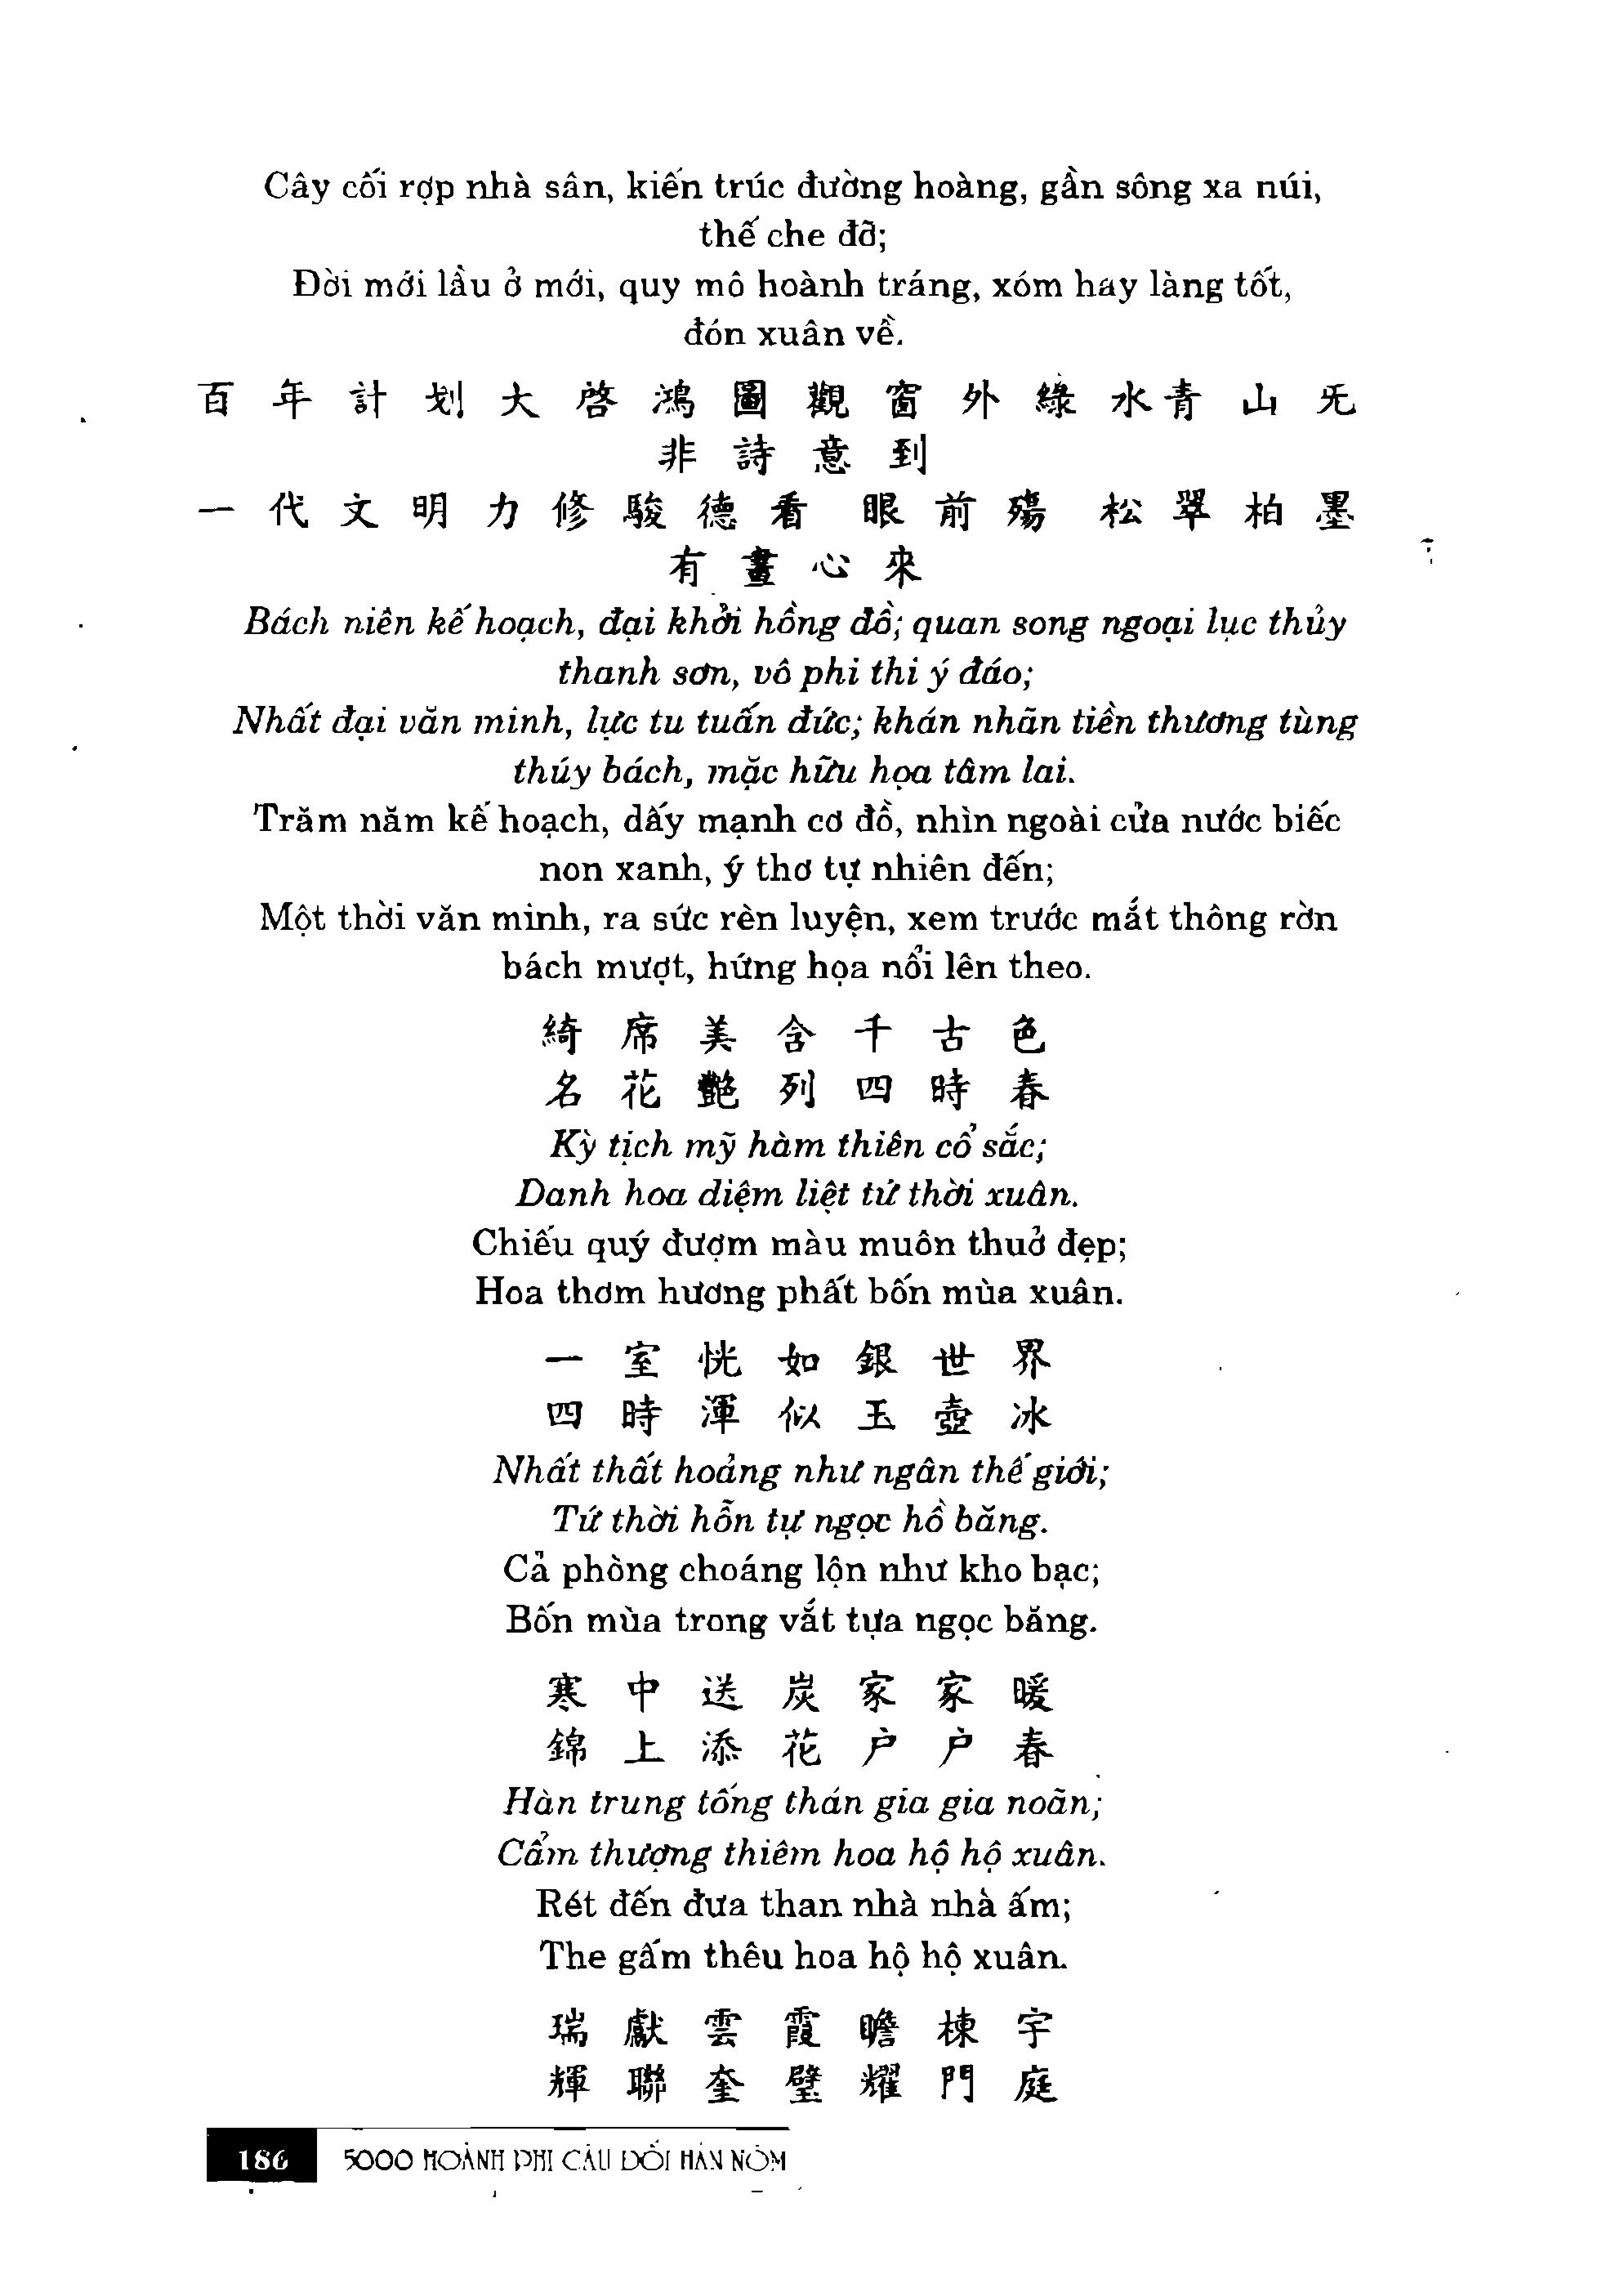 Cây cối rợp nhà sân, kiến trúc đường hoàng, gần sông xa núi,
thế che đỡ;
Đời mới lầu ở mới, quy mô hoành tráng, xóm hay làng tốt,
đón xuân về.
百年計划大啓鴻圖觀窗外綠水青山旡
非詩意到
一代文明力修駿德看眼前殤松翠柏墨
有畫心來
Bách niên kế hoạch, đại khởi hồng đồ; quan song ngoại lục thủy
thanh sơn, vô phi thi ý đáo;
Nhất đại văn minh, lực tu tuấn đức; khán nhãn tiền thương tùng
thúy bách, mặc hữu họa tâm lai.
Trăm năm kế hoạch, dấy mạnh cơ đồ, nhìn ngoài cửa nước biếc
non xanh, ý thơ tự nhiên đến;
Một thời văn minh, ra sức rèn luyện, xem trước mắt thông rờn
bách mượt, hứng họa nổi lên theo.
綺席美含千古色
名花艷列四時春
Kỳ tịch mỹ hàm thiên cổ sắc;
Danh hoa diệm liệt tứ thời xuân.
Chiếu quý đượm màu muôn thuở đẹp;
Hoa thơm hương phất bốn mùa xuân.
一室恍如銀世界
四時渾似玉壺冰
Nhất thất hoảng như ngân thế giới;
Tứ thời hỗn tự ngọc hồ băng.
Cả phòng choáng lộn như kho bạc;
Bốn mùa trong vắt tựa ngọc băng.
寒中送炭家家暖
錦上添花户户春
Hàn trung tống thán gia gia noãn;
Cẩm thượng thiêm hoa hộ hộ xuân.
Rét đến đưa than nhà nhà ấm;
The gấm thêu hoa hộ hộ xuân.
瑞獻雲霞瞻棟宇
輝聯奎璧耀門庭
186 5000 HOÀNH PHI CÂU ĐỐI HÁN NÔM